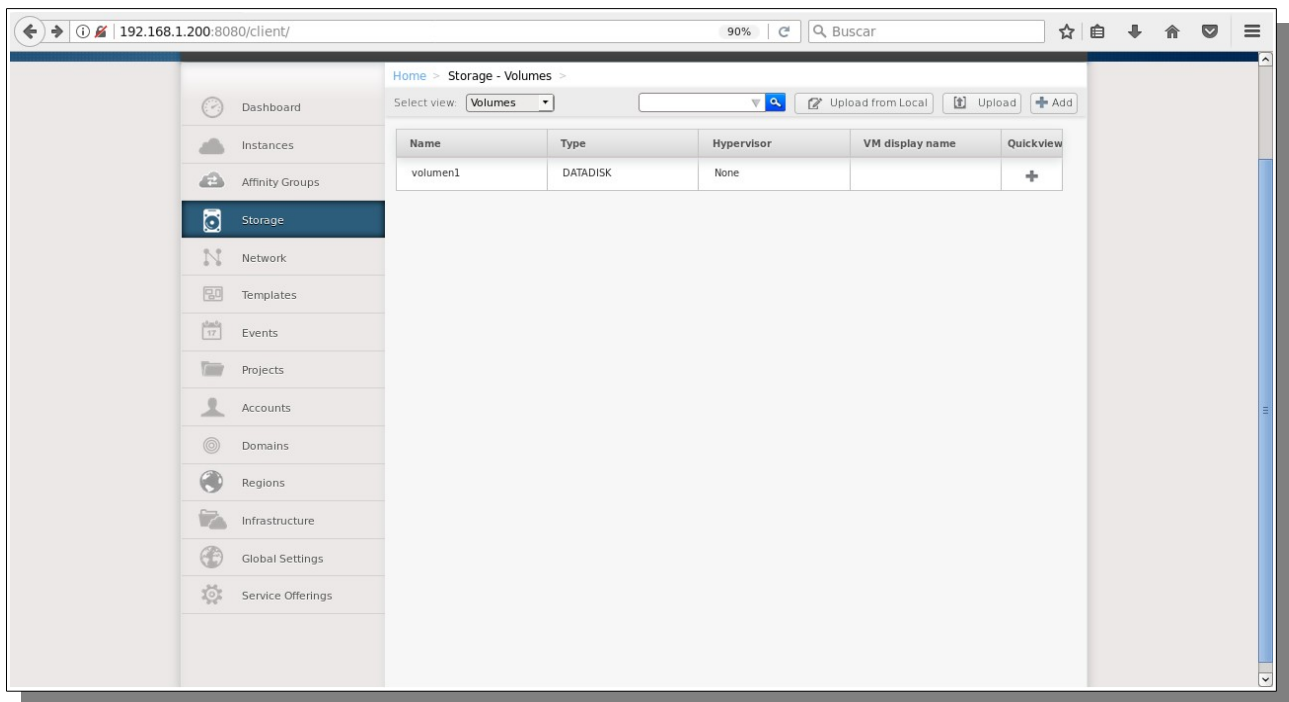 192.168.1.200:8080/client/ 90% Buscar
Home > Storage - Volumes >
Select view: Volumes Upload from Local Upload Add
Name Type Hypervisor VM display name Quickview
volumen1 DATADISK None
Dashboard
Instances
Affinity Groups
Storage
Network
Templates
17 Events
Projects
Accounts
Domains
Regions
Infrastructure
Global Settings
Service Offerings